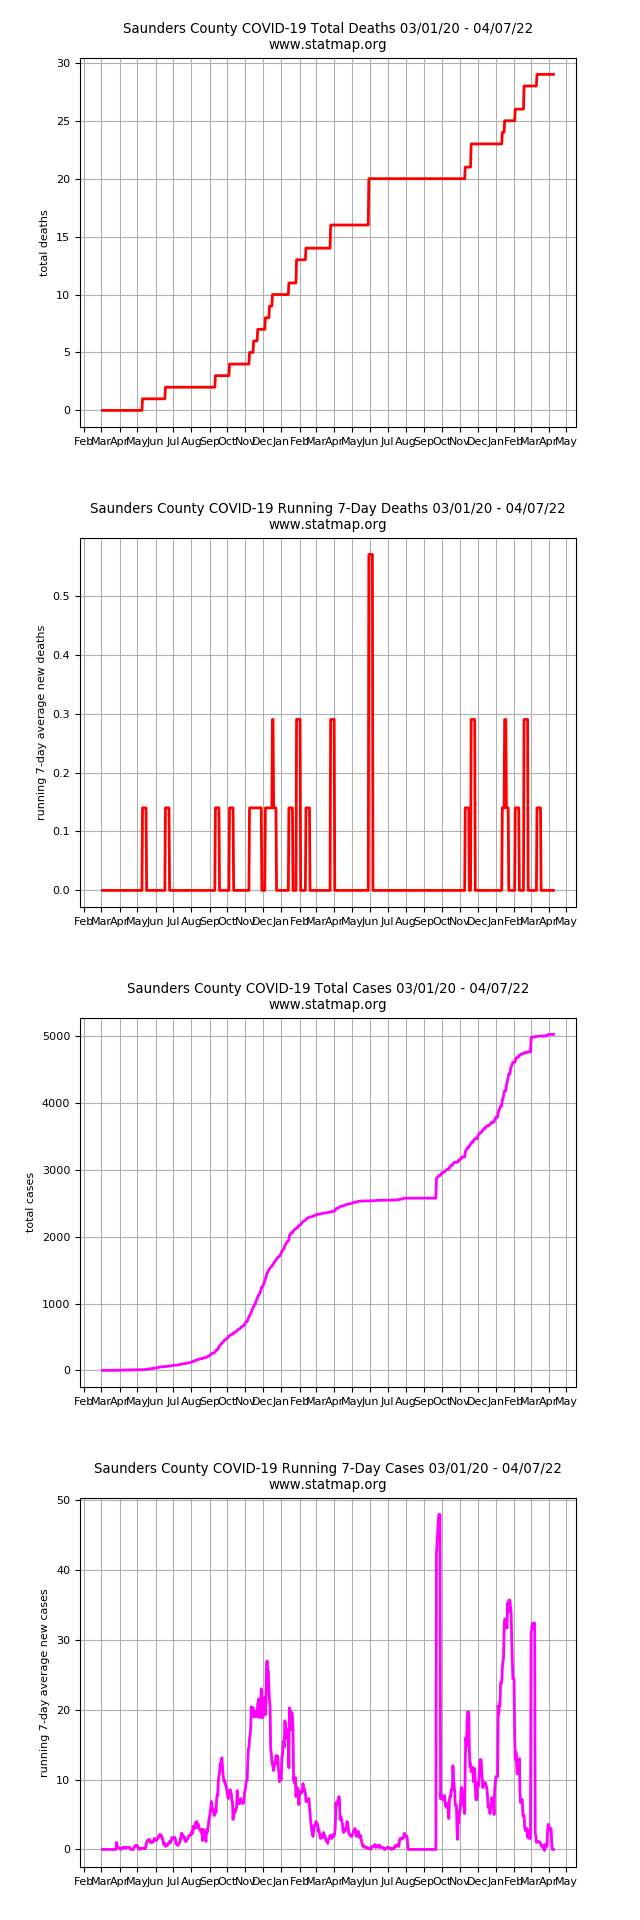 Saunders County COVID-19 Total Deaths 03/01/20 - 04/07/22
www.statmap.org
30
25
20
15
10
5
0
total deaths
Feb Mar Apr May Jun Jul Aug Sep Oct Nov Dec Jan Feb Mar Apr May Jun Jul Aug Sep Oct Nov Dec Jan Feb Mar Apr May
Saunders County COVID-19 Running 7-Day Deaths 03/01/20 - 04/07/22
www.statmap.org
0.5
0.4
0.3
0.2
0.1
0.0
running 7-day average new deaths
Feb Mar Apr May Jun Jul Aug Sep Oct Nov Dec Jan Feb Mar Apr May Jun Jul Aug Sep Oct Nov Dec Jan Feb Mar Apr May
Saunders County COVID-19 Total Cases 03/01/20 - 04/07/22
www.statmap.org
5000
4000
3000
2000
1000
0
total cases
Feb Mar Apr May Jun Jul Aug Sep Oct Nov Dec Jan Feb Mar Apr May Jun Jul Aug Sep Oct Nov Dec Jan Feb Mar Apr May
Saunders County COVID-19 Running 7-Day Cases 03/01/20 - 04/07/22
www.statmap.org
50
40
30
20
10
0
running 7-day average new cases
Feb Mar Apr May Jun Jul Aug Sep Oct Nov Dec Jan Feb Mar Apr May Jun Jul Aug Sep Oct Nov Dec Jan Feb Mar Apr May